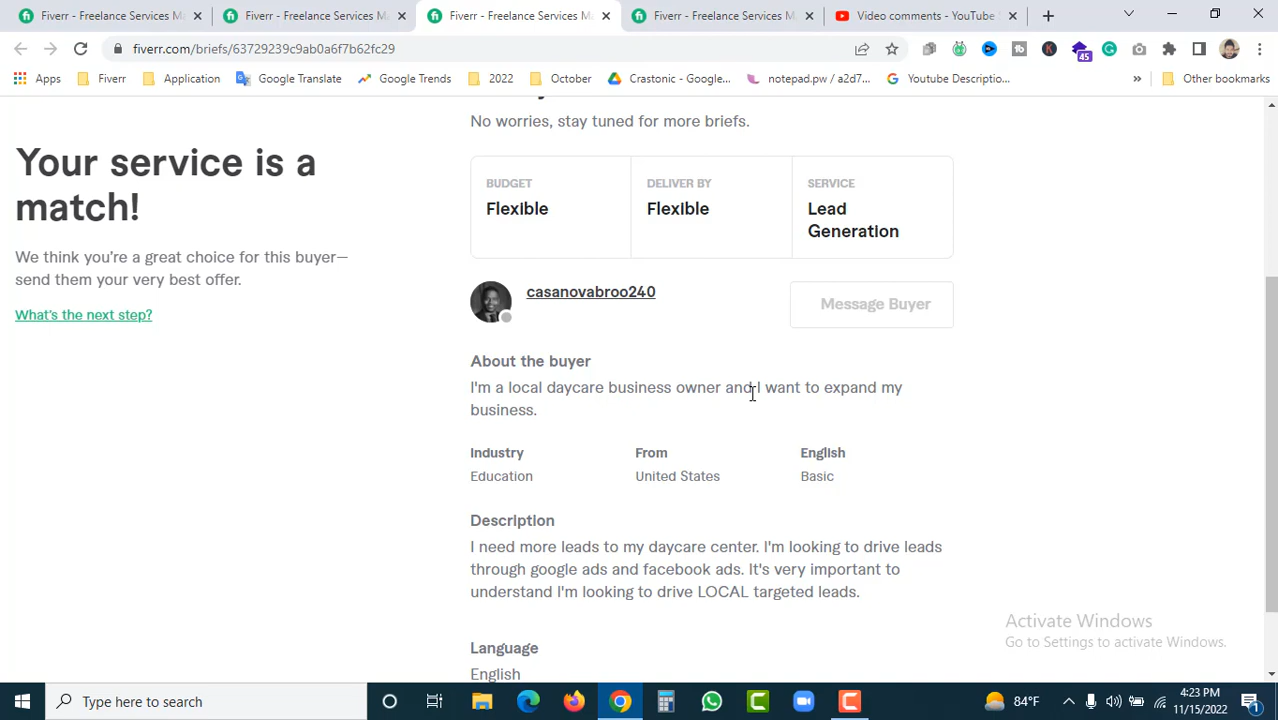 Fiverr - Freelance Services Ma
Fiverr - Freelance Services Ma
Fiverr - Freelance Services Ma
Fiverr - Freelance Services Ma
Video comments - YouTube S
fiverr.com/briefs/63729239c9ab0a6f7b62fc29
45
Apps
Fiverr
Application
Google Translate
Google Trends
2022
October
Crastonic - Google...
notepad.pw / a2d7...
Youtube Descriptio...
»
Other bookmarks
No worries, stay tuned for more briefs.
Your service is a
match!
We think you're a great choice for this buyer—
send them your very best offer.
What's the next step?
BUDGET
Flexible
DELIVER BY
Flexible
SERVICE
Lead
Generation
casanovabroo240
Message Buyer
About the buyer
I'm a local daycare business owner and I want to expand my
business.
Industry
Education
From
United States
English
Basic
Description
I need more leads to my daycare center. I'm looking to drive leads
through google ads and facebook ads. It's very important to
understand I'm looking to drive LOCAL targeted leads.
Language
English
Activate Windows
Go to Settings to activate Windows.
Type here to search
84°F
4:23 PM
11/15/2022
1